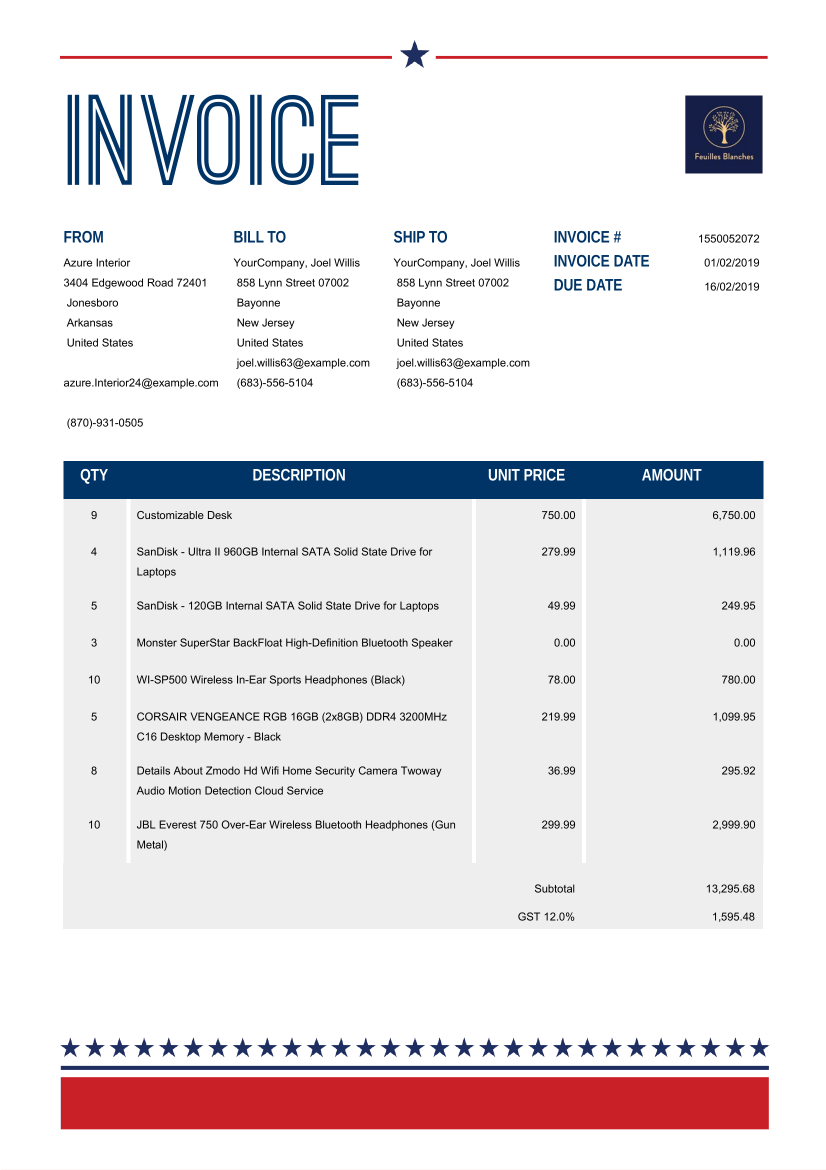 INVOICE
Feuilles Blanches
FROM
Azure Interior
3404 Edgewood Road 72401
Jonesboro
Arkansas
United States
azure.Interior24@example.com
(870)-931-0505
BILL TO
YourCompany, Joel Willis
858 Lynn Street 07002
Bayonne
New Jersey
United States
joel.willis63@example.com
(683)-556-5104
SHIP TO
YourCompany, Joel Willis
858 Lynn Street 07002
Bayonne
New Jersey
United States
joel.willis63@example.com
(683)-556-5104
INVOICE # 1550052072
INVOICE DATE 01/02/2019
DUE DATE 16/02/2019
QTY DESCRIPTION UNIT PRICE AMOUNT
9 Customizable Desk 750.00 6,750.00
4 SanDisk - Ultra II 960GB Internal SATA Solid State Drive for 279.99 1,119.96
Laptops
5 SanDisk - 120GB Internal SATA Solid State Drive for Laptops 49.99 249.95
3 Monster SuperStar BackFloat High-Definition Bluetooth Speaker 0.00 0.00
10 WI-SP500 Wireless In-Ear Sports Headphones (Black) 78.00 780.00
5 CORSAIR VENGEANCE RGB 16GB (2x8GB) DDR4 3200MHz 219.99 1,099.95
C16 Desktop Memory - Black
8 Details About Zmodo Hd Wifi Home Security Camera Twoway 36.99 295.92
Audio Motion Detection Cloud Service
10 JBL Everest 750 Over-Ear Wireless Bluetooth Headphones (Gun 299.99 2,999.90
Metal)
Subtotal 13,295.68
GST 12.0% 1,595.48